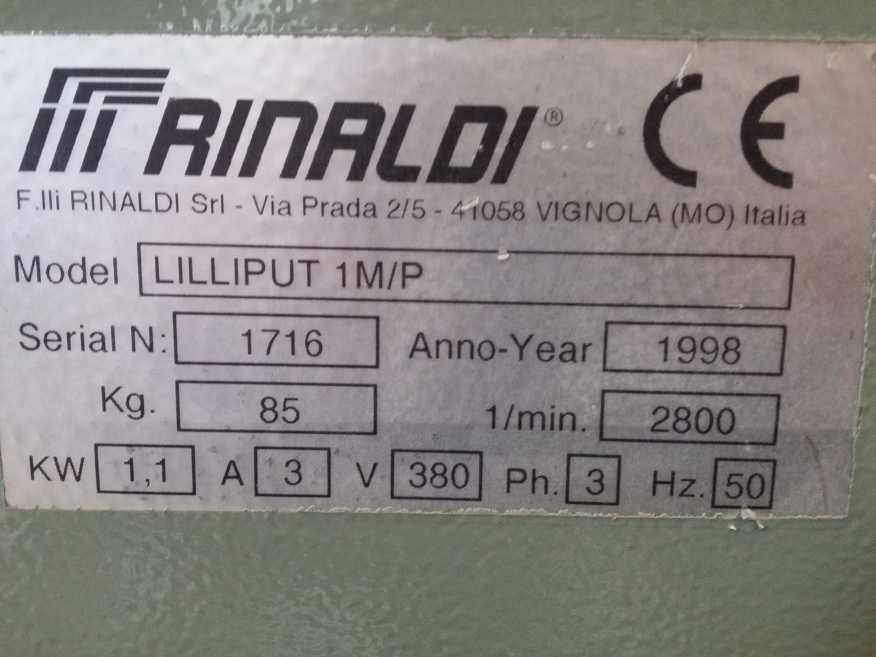 RINALDI ® CE
F.lli RINALDI Srl - Via Prada 2/5 - 41058 VIGNOLA (MO) Italia
Model LILLIPUT 1M/P
Serial N: 1716 Anno-Year 1998
Kg. 85 1/min. 2800
KW 1,1 A 3 V 380 Ph. 3 Hz. 50